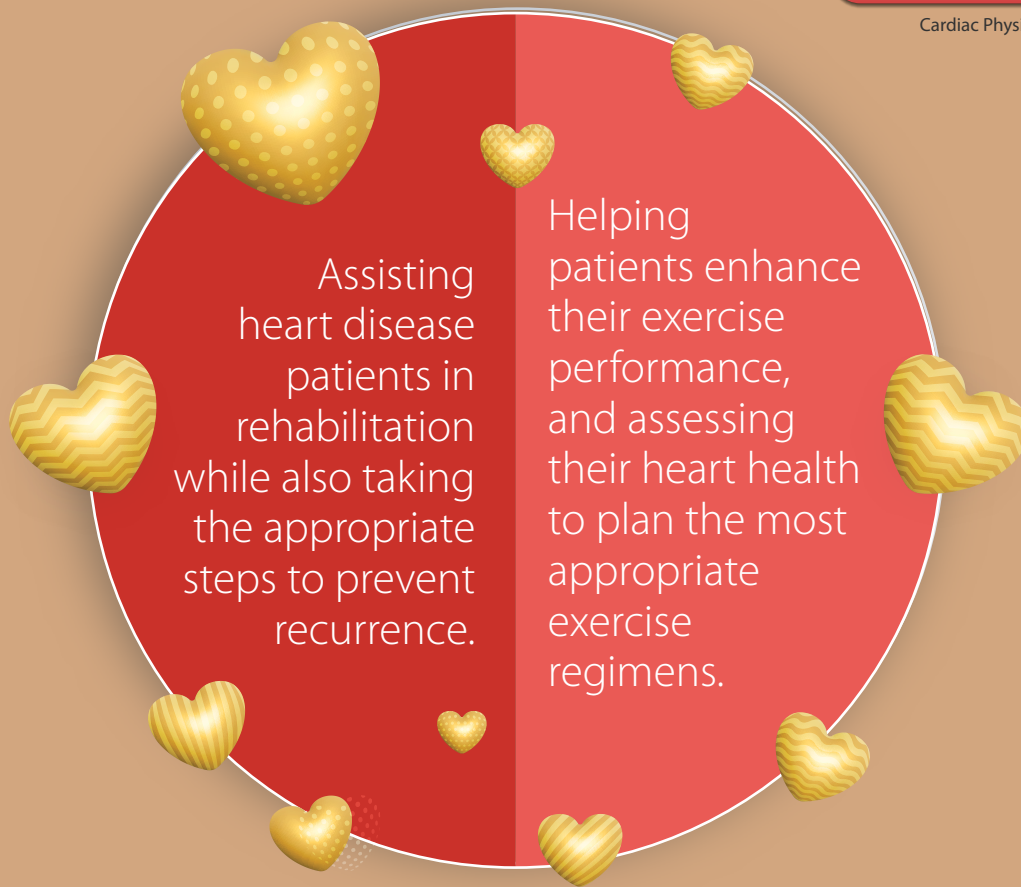 Cardiac Phys
Assisting
heart disease
patients in
rehabilitation
while also taking
the appropriate
steps to prevent
recurrence.
Helping
patients enhance
their exercise
performance,
and assessing
their heart health
to plan the most
appropriate
exercise
regimens.